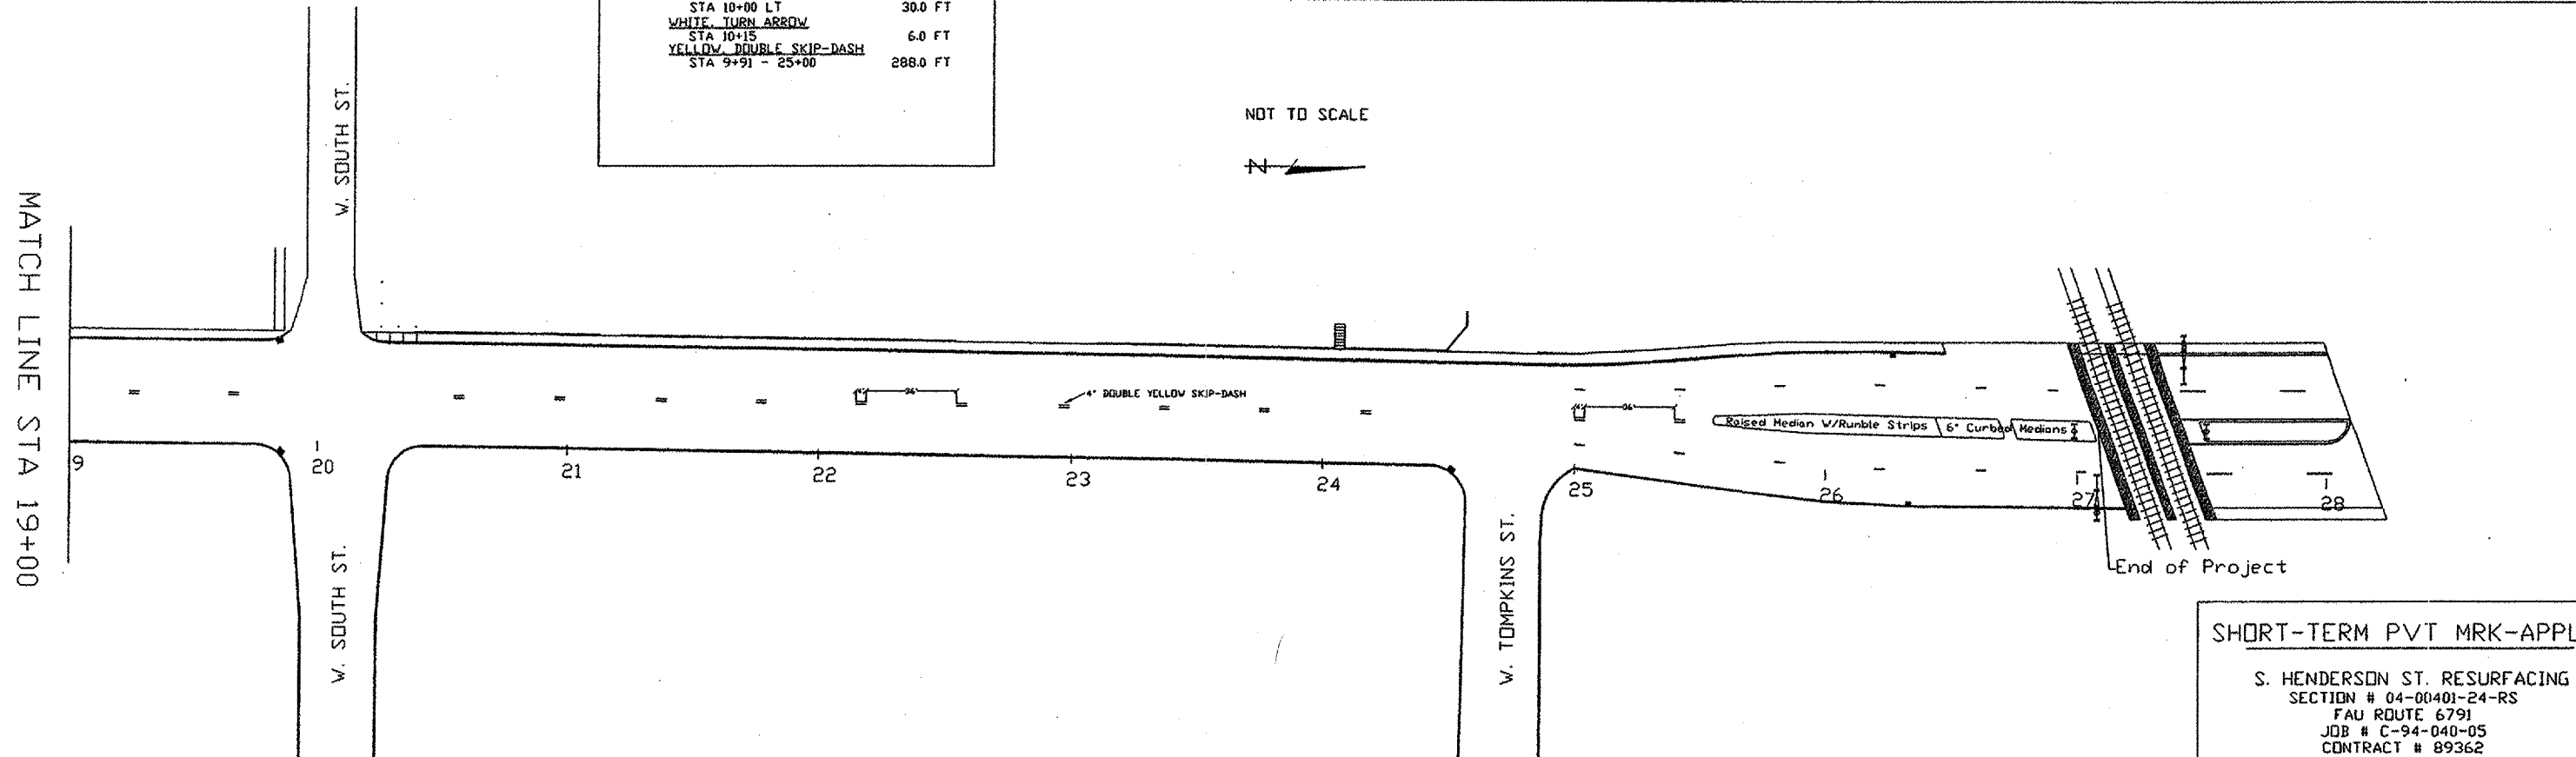 STA 10+00 LT 30.0 FT
WHITE, TURN ARROW
STA 10+15 6.0 FT
YELLOW, DOUBLE SKIP-DASH
STA 9+91 - 25+00 288.0 FT
NOT TO SCALE
N
W. SOUTH ST.
MATCH LINE STA 19+00
4" DOUBLE YELLOW SKIP-DASH
Raised Median W/Rumble Strips
6" Curbed Medians
9
20
21
22
23
24
25
26
27
28
W. SOUTH ST.
W. TOMPKINS ST.
End of Project
SHORT-TERM PVT MRK-APPL
S. HENDERSON ST. RESURFACING
SECTION # 04-00401-24-RS
FAU ROUTE 6791
JOB # C-94-040-05
CONTRACT # 89362